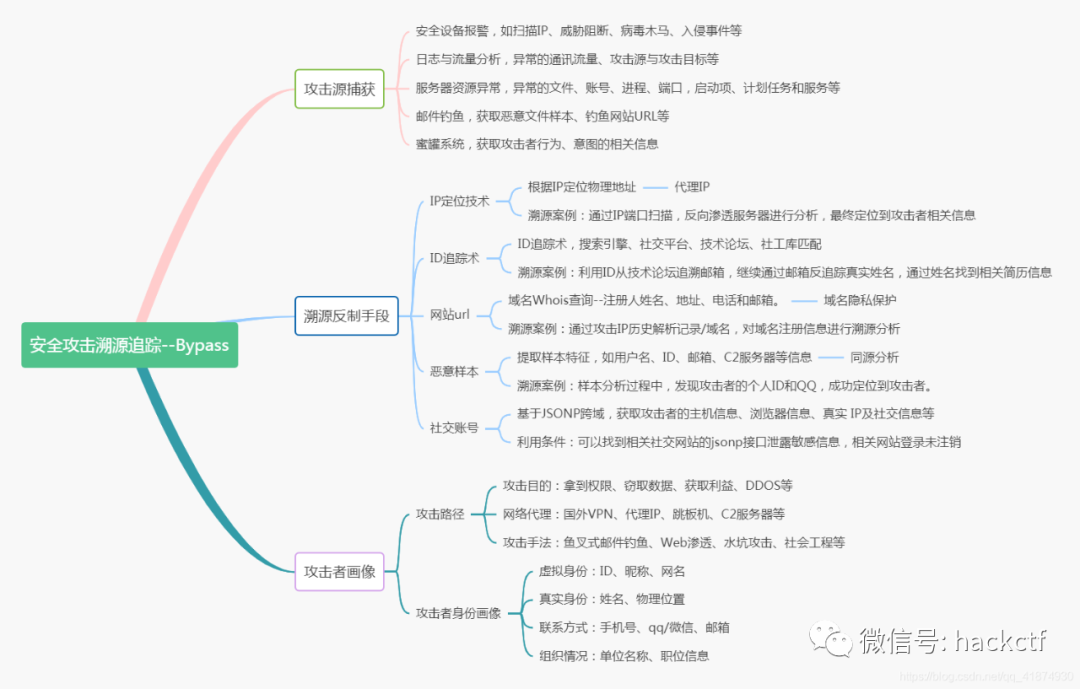 安全攻击溯源追踪--Bypass
攻击源捕获
安全设备报警，如扫描IP、威胁阻断、病毒木马、入侵事件等
日志与流量分析，异常的通讯流量、攻击源与攻击目标等
服务器资源异常，异常的文件、账号、进程、端口，启动项、计划任务和服务等
邮件钓鱼，获取恶意文件样本、钓鱼网站URL等
蜜罐系统，获取攻击者行为、意图的相关信息
溯源反制手段
IP定位技术
根据IP定位物理地址
代理IP
溯源案例：通过IP端口扫描，反向渗透服务器进行分析，最终定位到攻击者相关信息
ID追踪术
ID追踪术，搜索引擎、社交平台、技术论坛、社工库匹配
溯源案例：利用ID从技术论坛追溯邮箱，继续通过邮箱反追踪真实姓名，通过姓名找到相关简历信息
网站url
域名Whois查询--注册人姓名、地址、电话和邮箱。
域名隐私保护
溯源案例：通过攻击IP历史解析记录/域名，对域名注册信息进行溯源分析
恶意样本
提取样本特征，如用户名、ID、邮箱、C2服务器等信息
同源分析
溯源案例：样本分析过程中，发现攻击者的个人ID和QQ，成功定位到攻击者。
社交账号
基于JSONP跨域，获取攻击者的主机信息、浏览器信息、真实 IP及社交信息等
利用条件：可以找到相关社交网站的jsonp接口泄露敏感信息，相关网站登录未注销
攻击者画像
攻击路径
攻击目的：拿到权限、窃取数据、获取利益、DDOS等
网络代理：国外VPN、代理IP、跳板机、C2服务器等
攻击手法：鱼叉式邮件钓鱼、Web渗透、水坑攻击、社会工程等
攻击者身份画像
虚拟身份：ID、昵称、网名
真实身份：姓名、物理位置
联系方式：手机号、qq/微信、邮箱
组织情况：单位名称、职位信息
微信号: hackctf
https://blog.csdn.net/qq_41874930